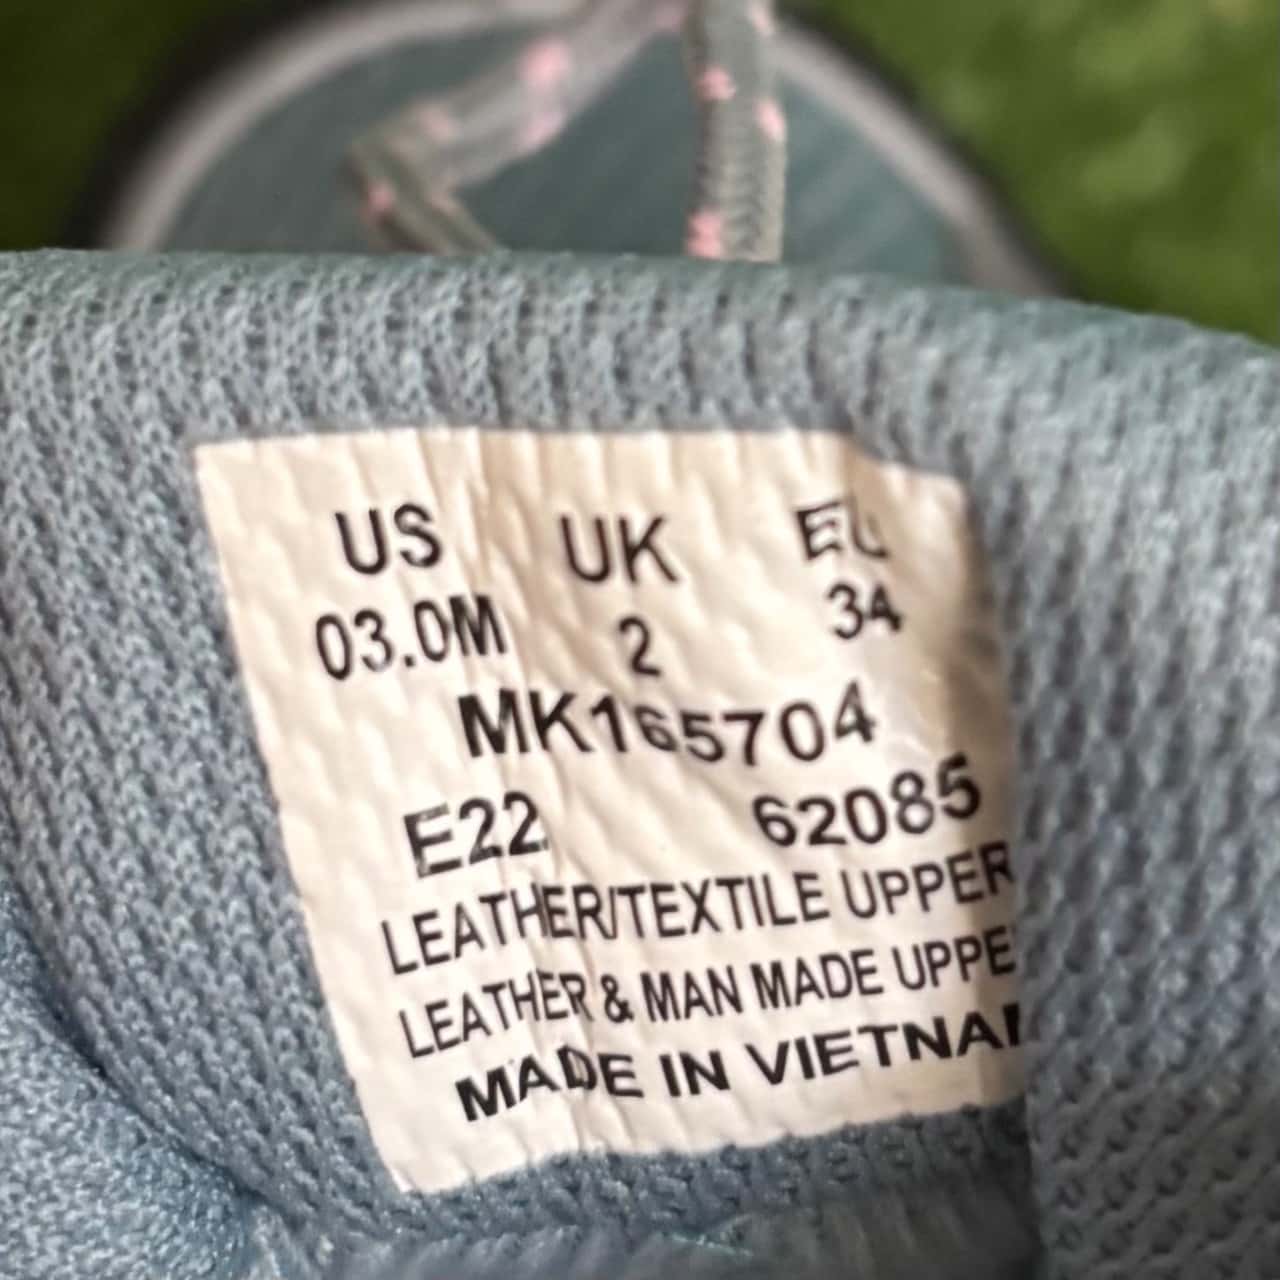 US UK EU
03.0M 2 34
MK165704
E22 62085
LEATHER/TEXTILE UPPER
LEATHER & MAN MADE UPPE
MADE IN VIETNA